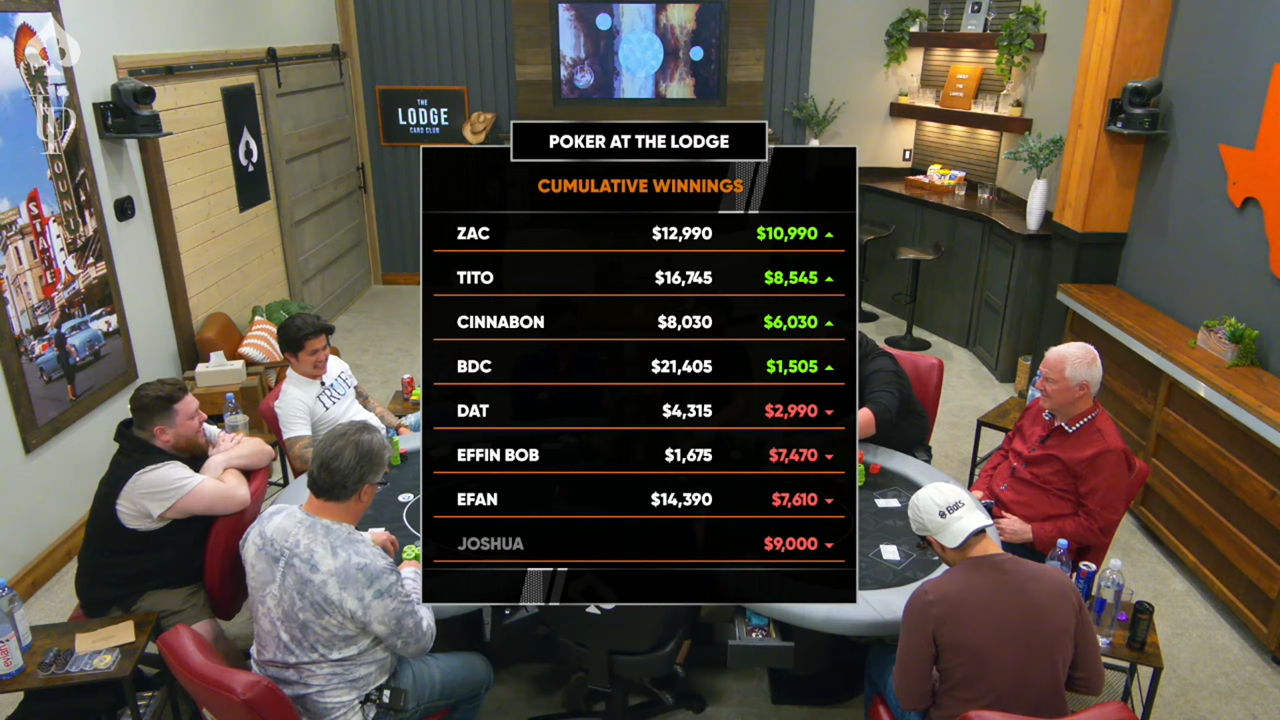 THE
LODGE
CARD CLUB
POKER AT THE LODGE
CUMULATIVE WINNINGS
ZAC $12,990 $10,990
TITO $16,745 $8,545
CINNABON $8,030 $6,030
BDC $21,405 $1,505
DAT $4,315 $2,990
EFFIN BOB $1,675 $7,470
EFAN $14,390 $7,610
JOSHUA $9,000
STATE
TRUE
Bats
evian